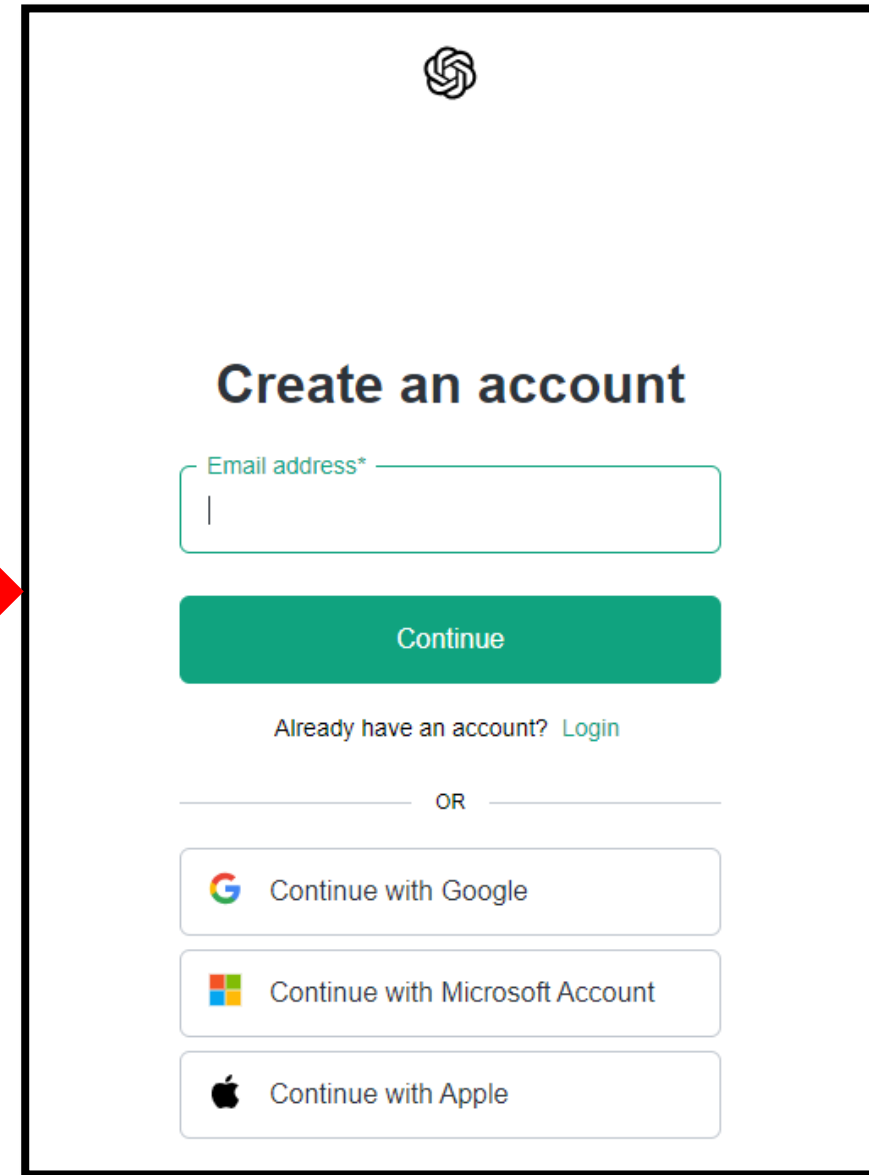 Create an account
Email address*
Continue
Already have an account? Login
OR
Continue with Google
Continue with Microsoft Account
Continue with Apple